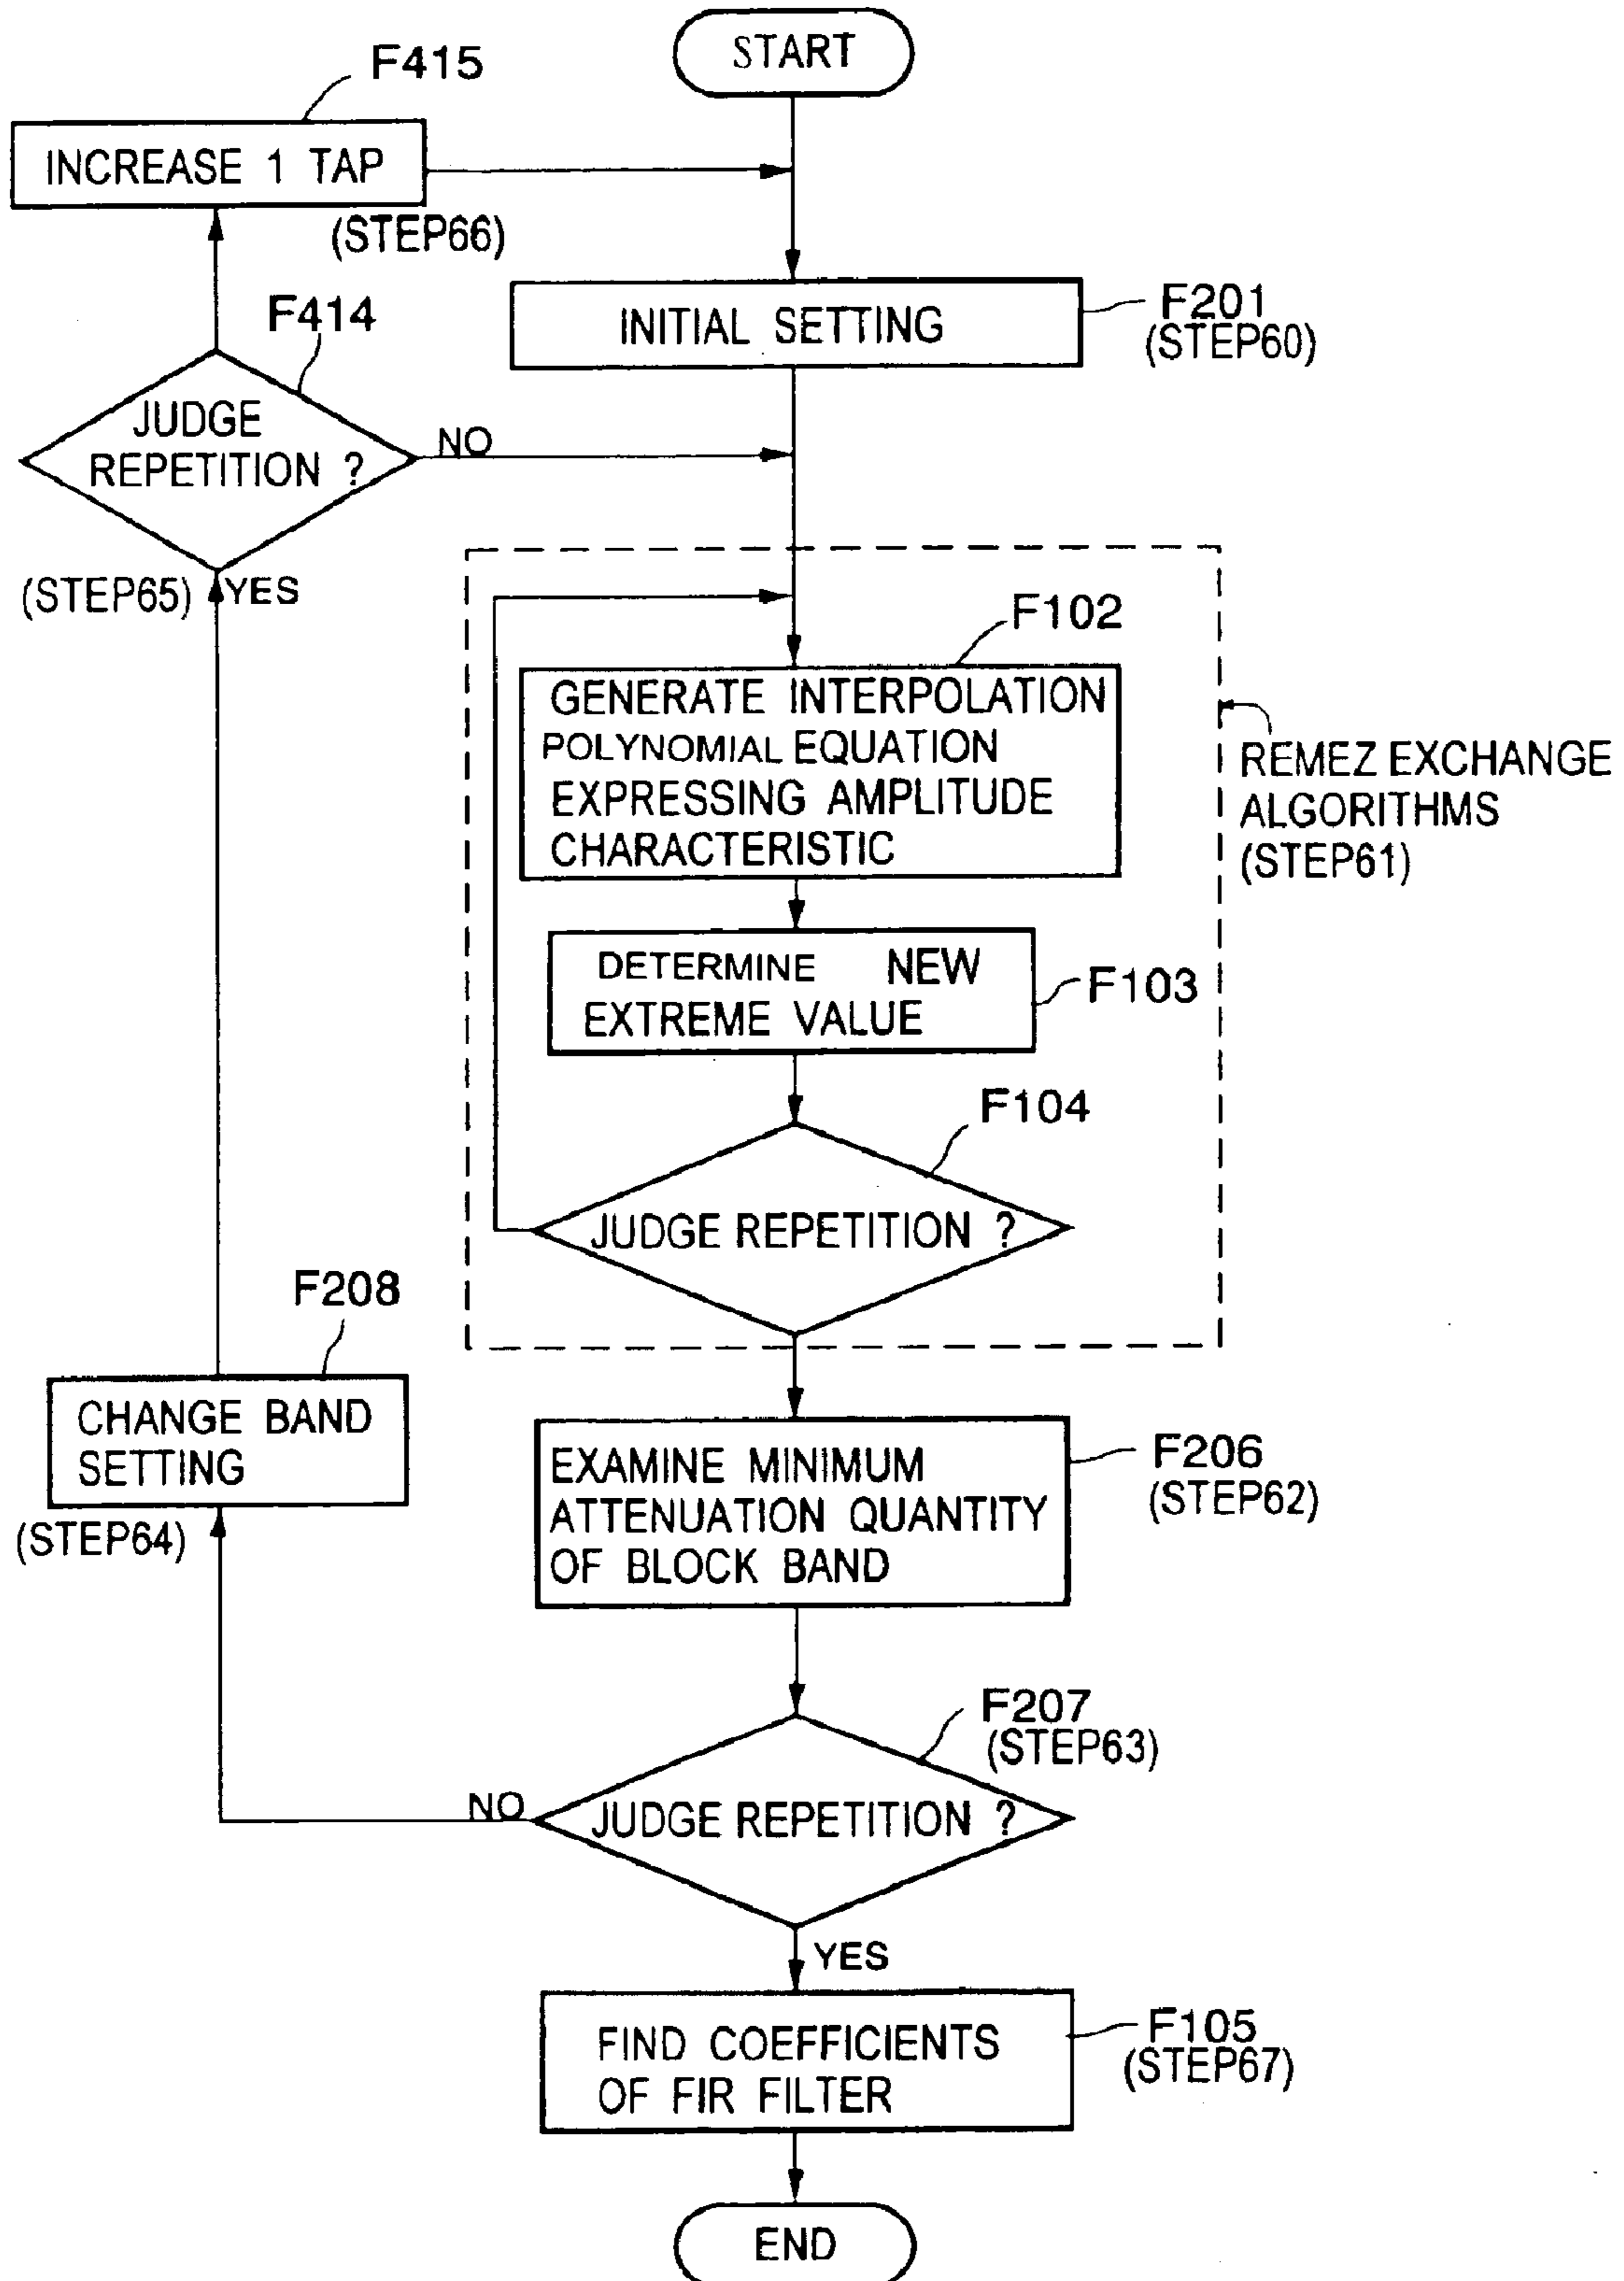 START
F415
INCREASE 1 TAP
(STEP66)
INITIAL SETTING
F201
(STEP60)
F414
JUDGE
REPETITION ?
NO
(STEP65)
YES
F102
GENERATE INTERPOLATION
POLYNOMIAL EQUATION
EXPRESSING AMPLITUDE
CHARACTERISTIC
REMEZ EXCHANGE
ALGORITHMS
(STEP61)
DETERMINE NEW
EXTREME VALUE
F103
F104
JUDGE REPETITION ?
F208
CHANGE BAND
SETTING
(STEP64)
EXAMINE MINIMUM
ATTENUATION QUANTITY
OF BLOCK BAND
F206
(STEP62)
F207
(STEP63)
NO
JUDGE REPETITION ?
YES
FIND COEFFICIENTS
OF FIR FILTER
F105
(STEP67)
END